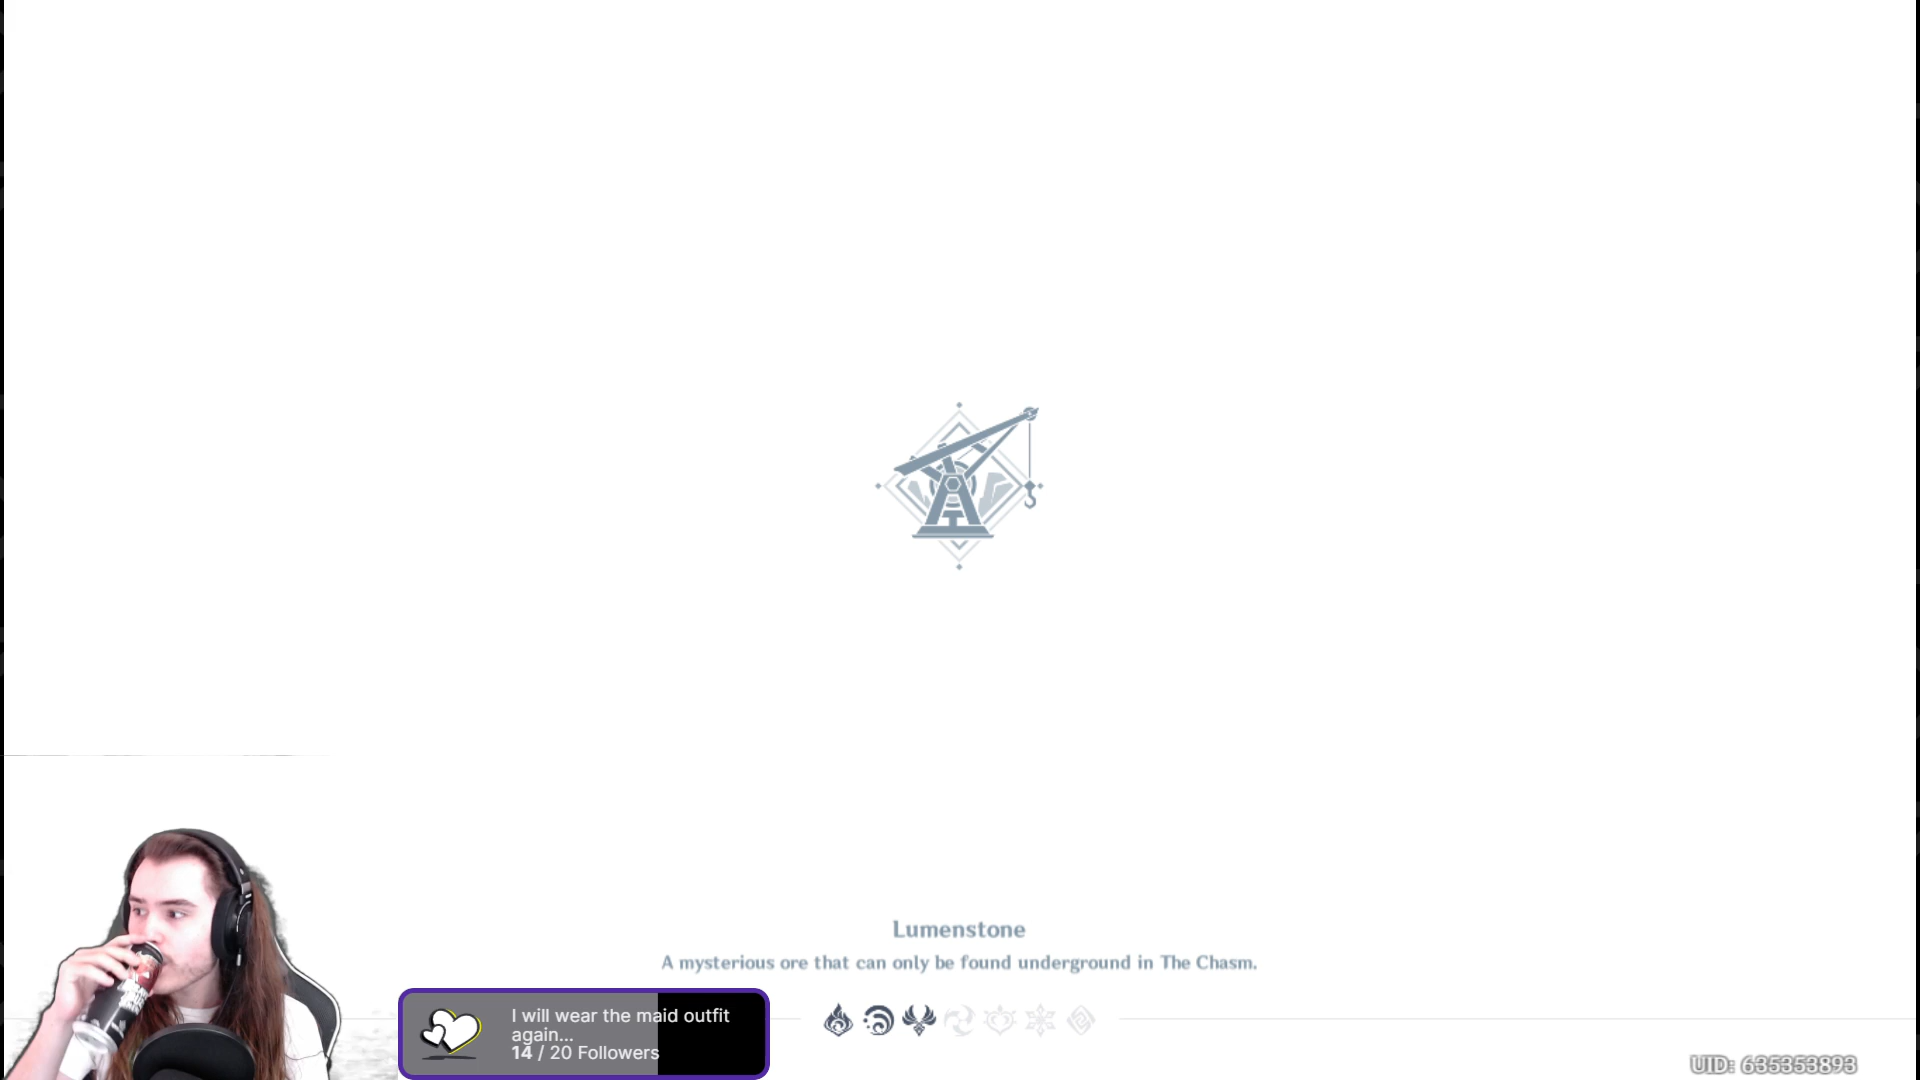 Lumenstone
A mysterious ore that can only be found underground in The Chasm.
I will wear the maid outfit
again...
14 / 20 Followers
UID: 635353893